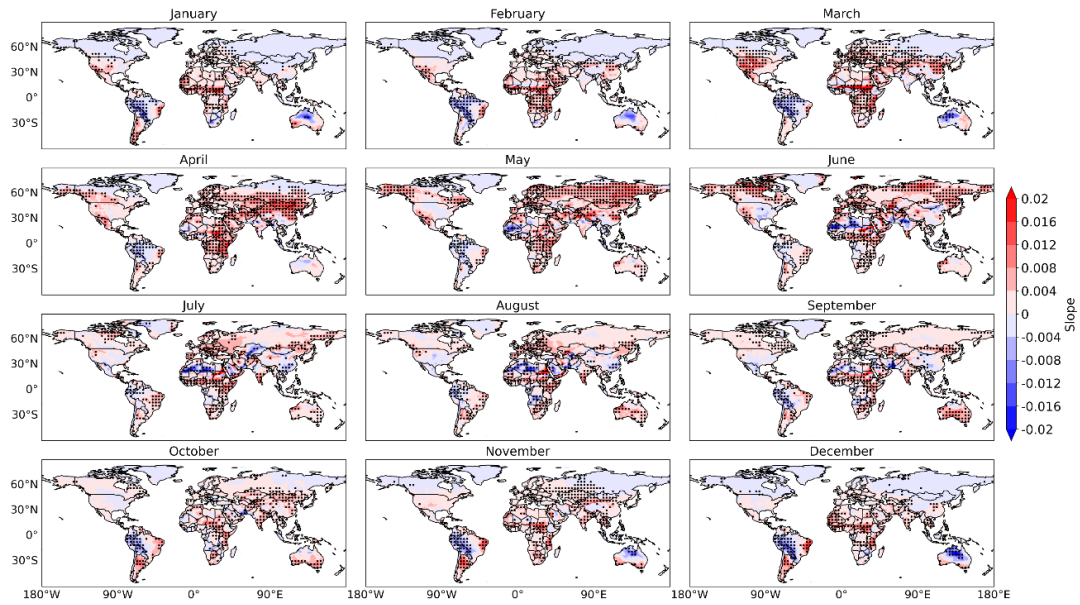 January February March
60°N
30°N
0°
30°S
April May June
60°N
30°N
0°
30°S
July August September
60°N
30°N
0°
30°S
October November December
60°N
30°N
0°
30°S
180°W 90°W 0° 90°E 180°W 90°W 0° 90°E 180°W 90°W 0° 90°E 180°E
0.02
0.016
0.012
0.008
0.004
0
-0.004
-0.008
-0.012
-0.016
-0.02
Slope